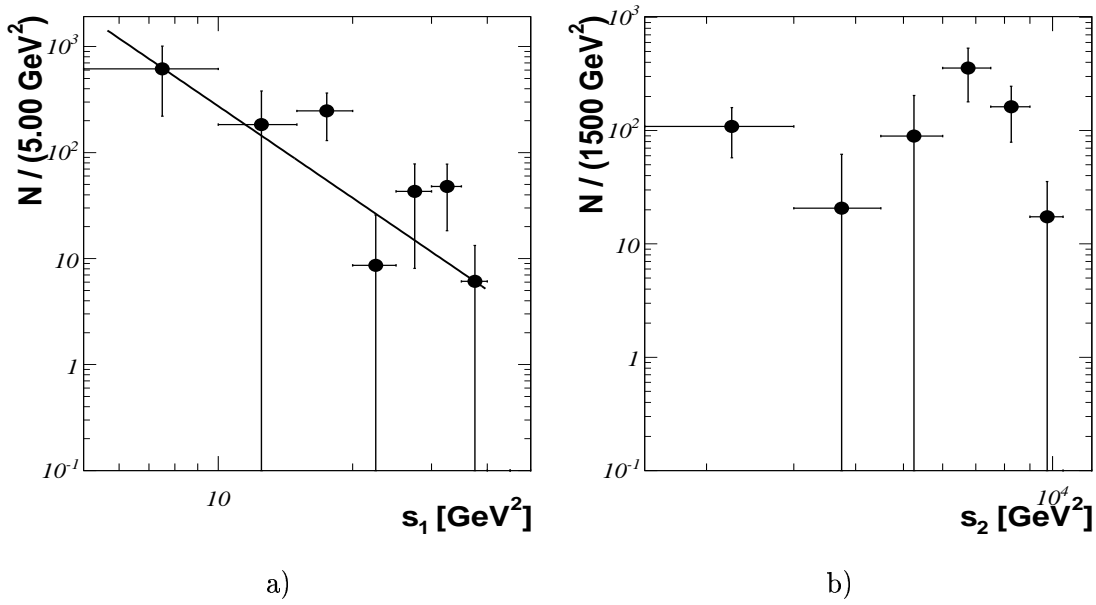 N / (5.00 GeV²)
10³
10²
10
1
10⁻¹
10
s₁ [GeV²]
a)
N / (1500 GeV²)
10³
10²
10
1
10⁻¹
10⁴
s₂ [GeV²]
b)